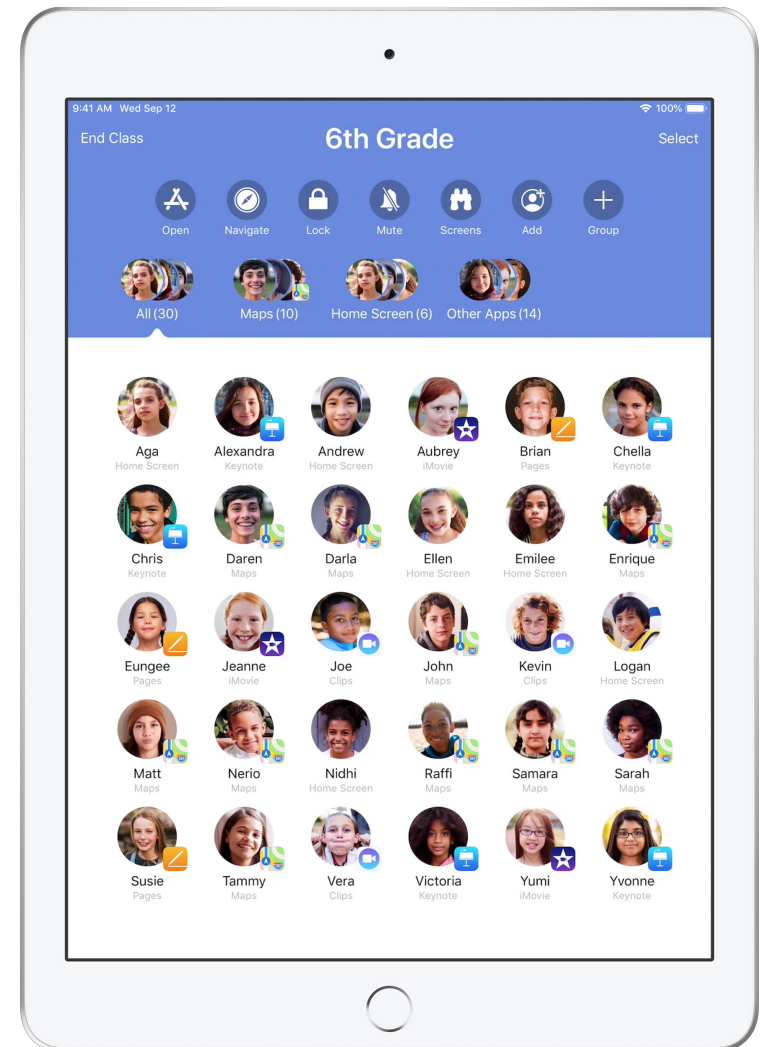 9:41 AM Wed Sep 12 100%
End Class 6th Grade Select
Open Navigate Lock Mute Screens Add Group
All (30) Maps (10) Home Screen (6) Other Apps (14)
Aga Alexandra Andrew Aubrey Brian Chella
Home Screen Keynote Home Screen iMovie Pages Keynote
Chris Daren Darla Ellen Emilee Enrique
Keynote Maps Maps Home Screen Home Screen Maps
Eungee Jeanne Joe John Kevin Logan
Pages iMovie Clips Maps Clips Home Screen
Matt Nerio Nidhi Raffi Samara Sarah
Maps Maps Home Screen Maps Maps Maps
Susie Tammy Vera Victoria Yumi Yvonne
Pages Maps Clips Keynote iMovie Keynote